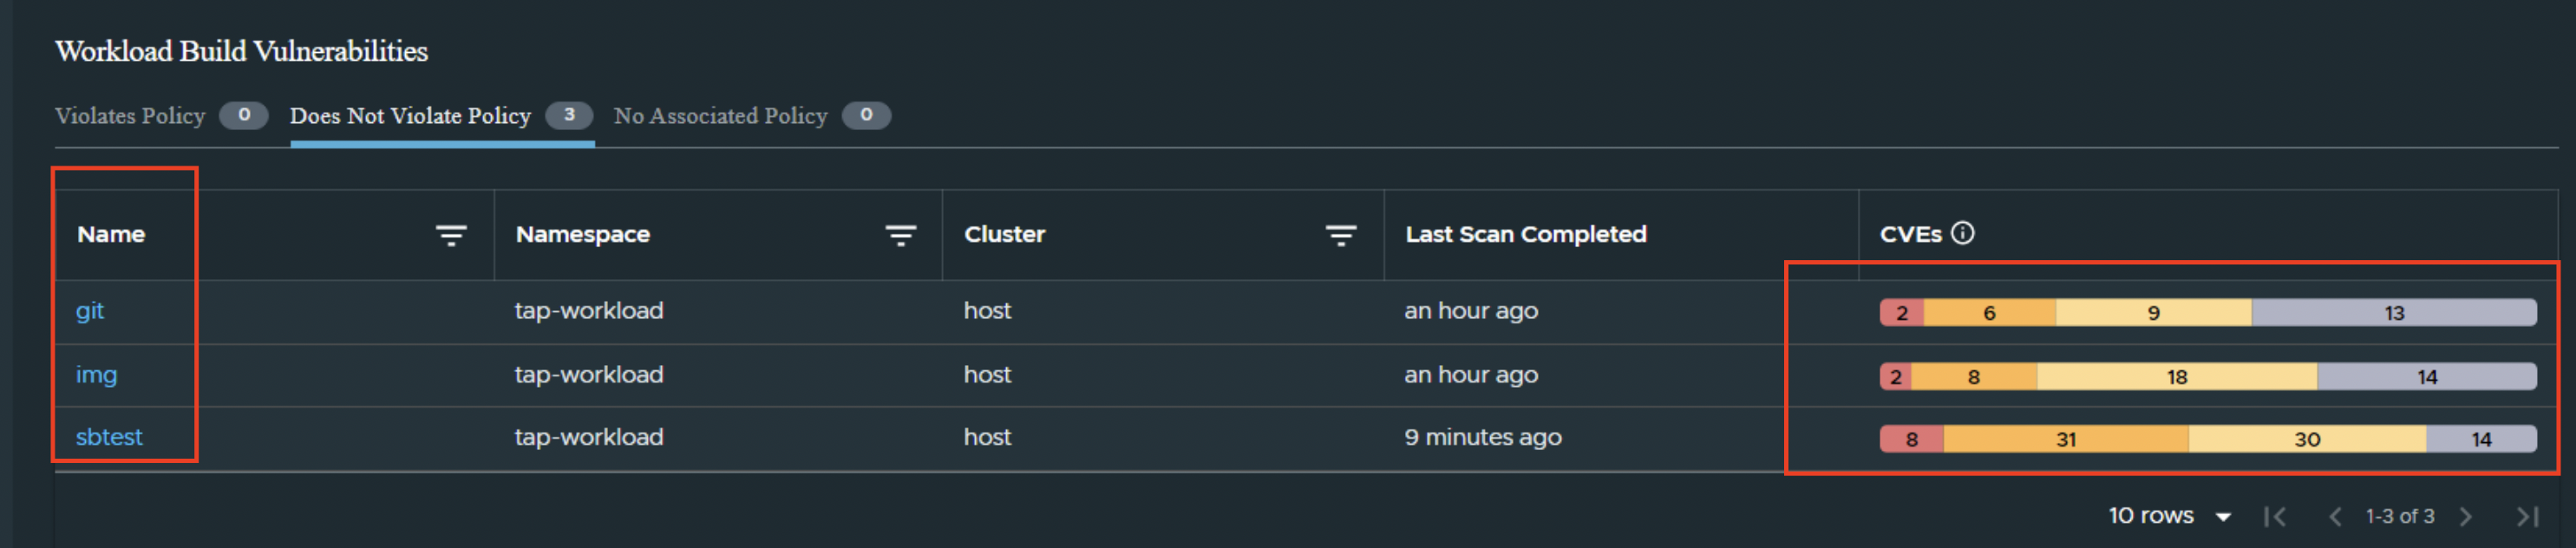 Workload Build Vulnerabilities
Violates Policy 0 Does Not Violate Policy 3 No Associated Policy 0
Name Namespace Cluster Last Scan Completed CVEs
git tap-workload host an hour ago 2 6 9 13
img tap-workload host an hour ago 2 8 18 14
sbtest tap-workload host 9 minutes ago 8 31 30 14
10 rows 1-3 of 3